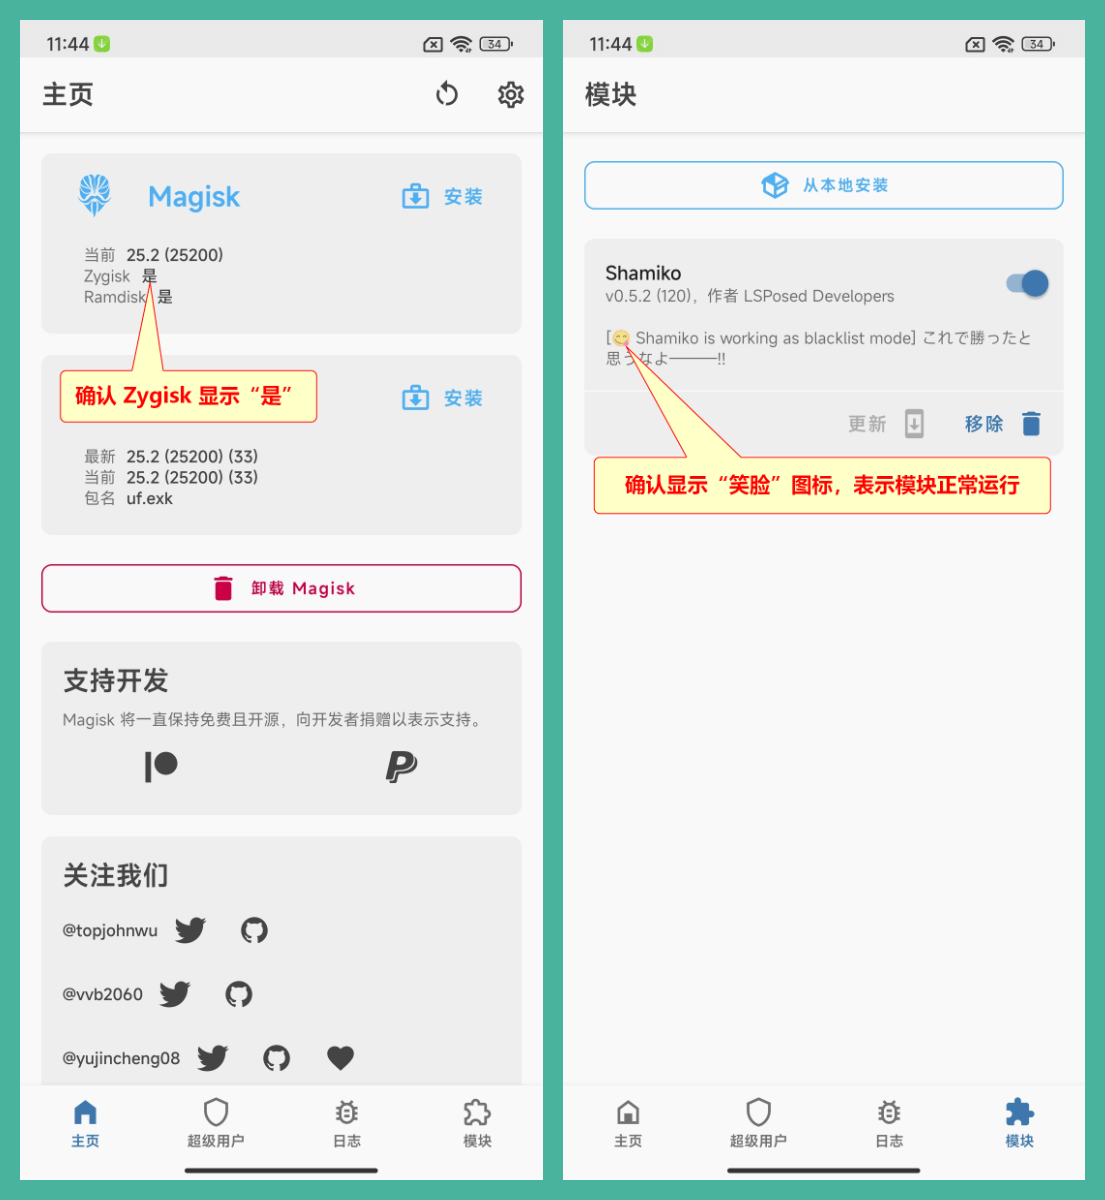 11:44
34
主页
Magisk
安装
当前 25.2 (25200)
Zygisk 是
Ramdisk 是
确认 Zygisk 显示“是”
安装
最新 25.2 (25200) (33)
当前 25.2 (25200) (33)
包名 uf.exk
卸载 Magisk
支持开发
Magisk 将一直保持免费且开源，向开发者捐赠以表示支持。
关注我们
@topjohnwu
@vvb2060
@yujincheng08
主页 超级用户 日志 模块
11:44
34
模块
从本地安装
Shamiko
v0.5.2 (120)，作者 LSPosed Developers
[😋 Shamiko is working as blacklist mode] これで勝ったと
思うなよ———!!
更新 移除
确认显示“笑脸”图标，表示模块正常运行
主页 超级用户 日志 模块